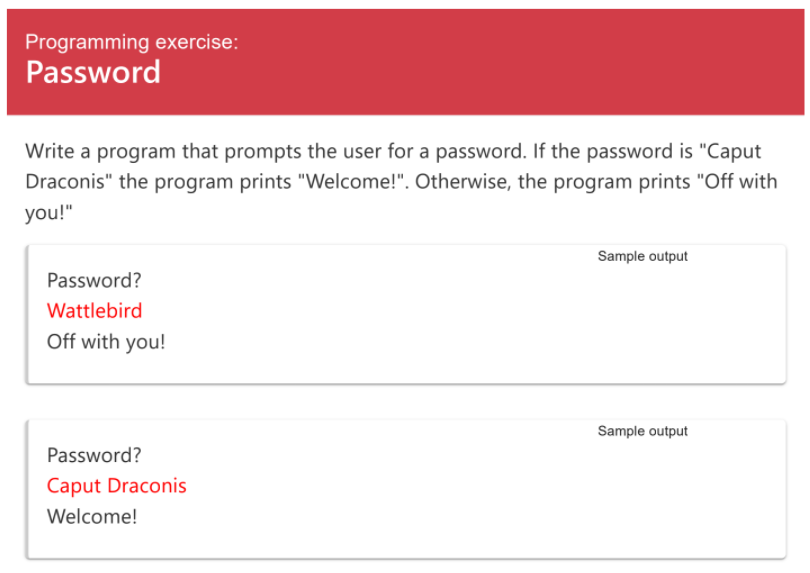 Programming exercise:
Password
Write a program that prompts the user for a password. If the password is "Caput
Draconis" the program prints "Welcome!". Otherwise, the program prints "Off with
you!"
Sample output
Password?
Wattlebird
Off with you!
Sample output
Password?
Caput Draconis
Welcome!